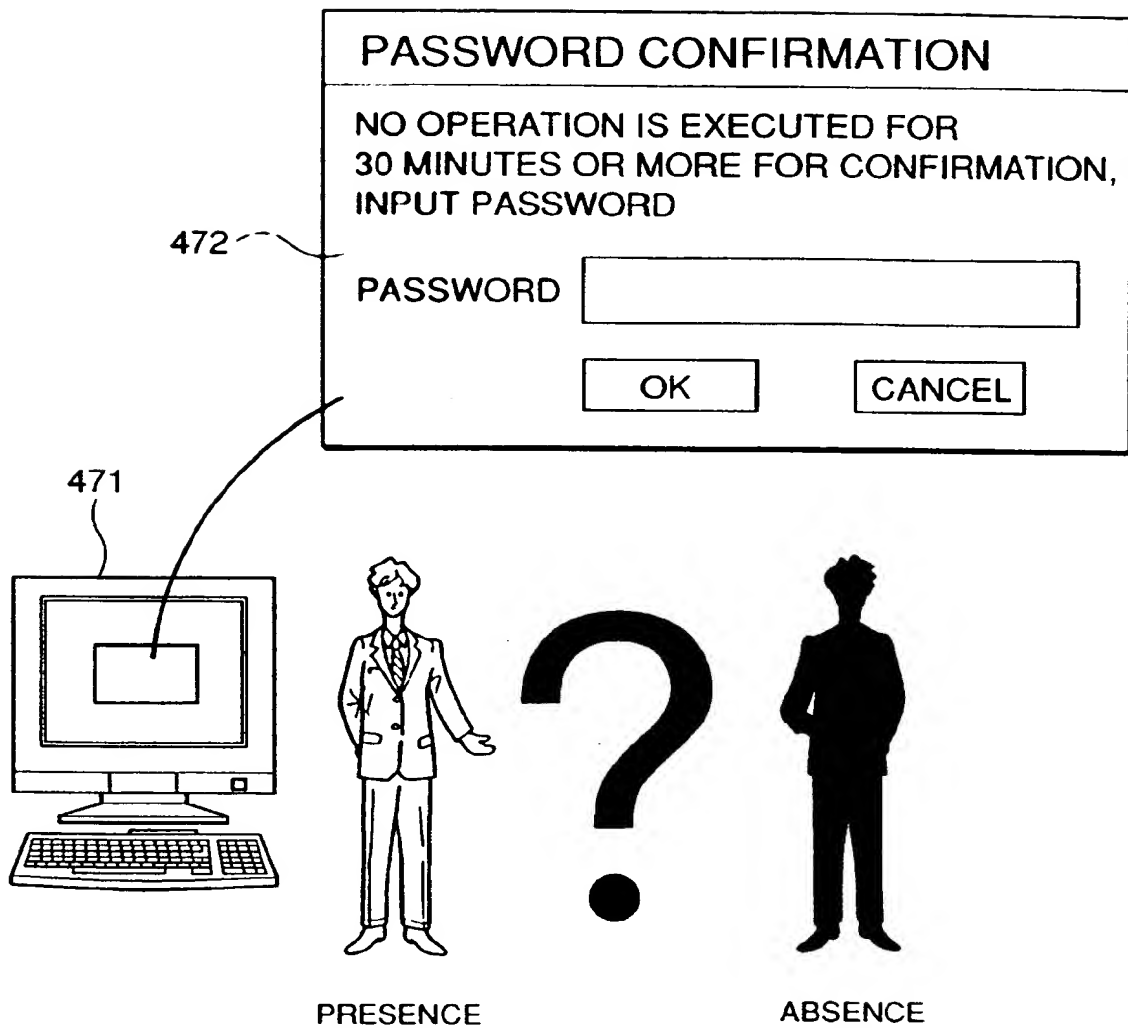 PASSWORD CONFIRMATION
NO OPERATION IS EXECUTED FOR
30 MINUTES OR MORE FOR CONFIRMATION,
INPUT PASSWORD
472
PASSWORD
OK
CANCEL
471
PRESENCE
?
ABSENCE